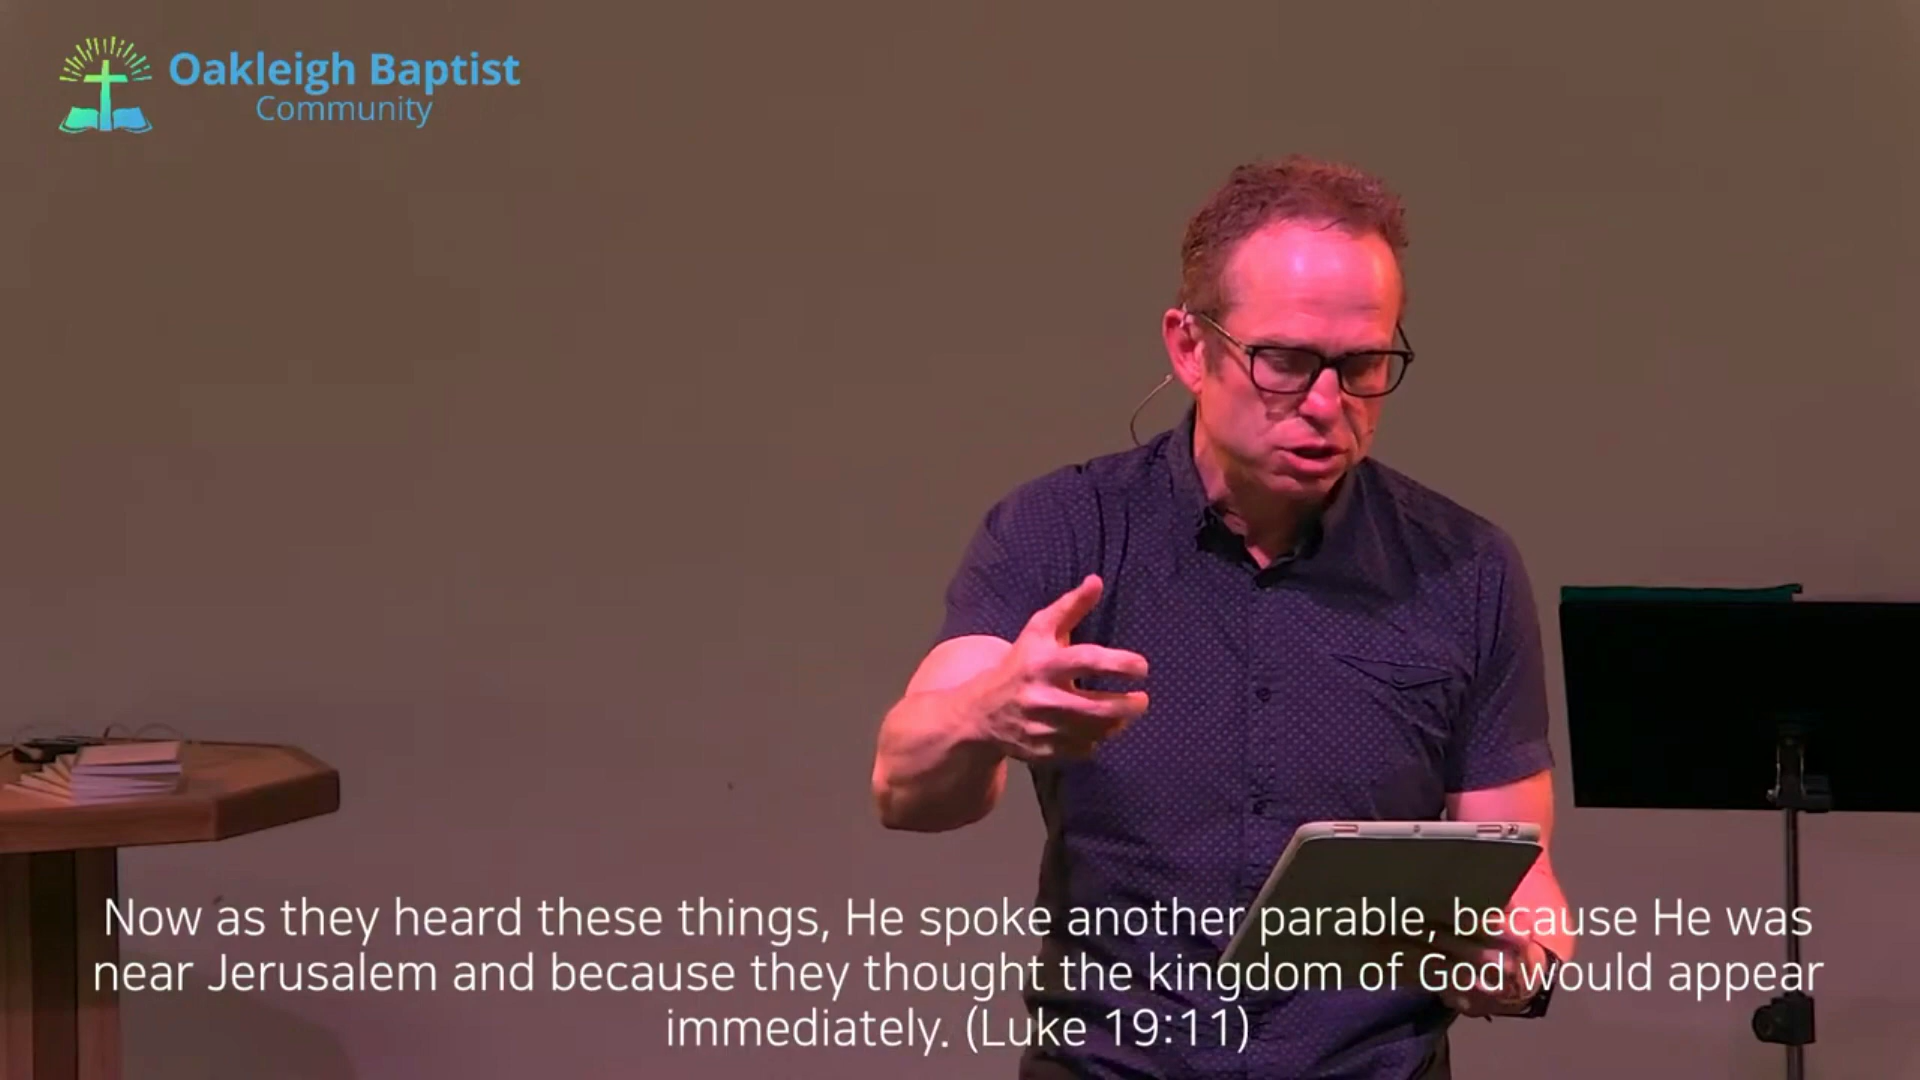 Oakleigh Baptist
Community
Now as they heard these things, He spoke another parable, because He was
near Jerusalem and because they thought the kingdom of God would appear
immediately. (Luke 19:11)